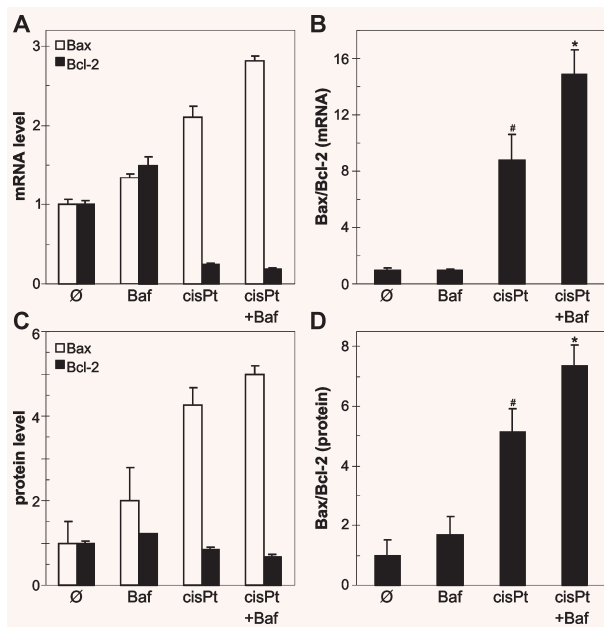 A
Bax
Bcl-2
mRNA level
3
2
1
0
Ø Baf cisPt cisPt
+Baf
B
Bax/Bcl-2 (mRNA)
16
12
8
4
0
#
*
Ø Baf cisPt cisPt
+Baf
C
Bax
Bcl-2
protein level
6
4
2
1
0
Ø Baf cisPt cisPt
+Baf
D
Bax/Bcl-2 (protein)
8
6
4
2
0
#
*
Ø Baf cisPt cisPt
+Baf